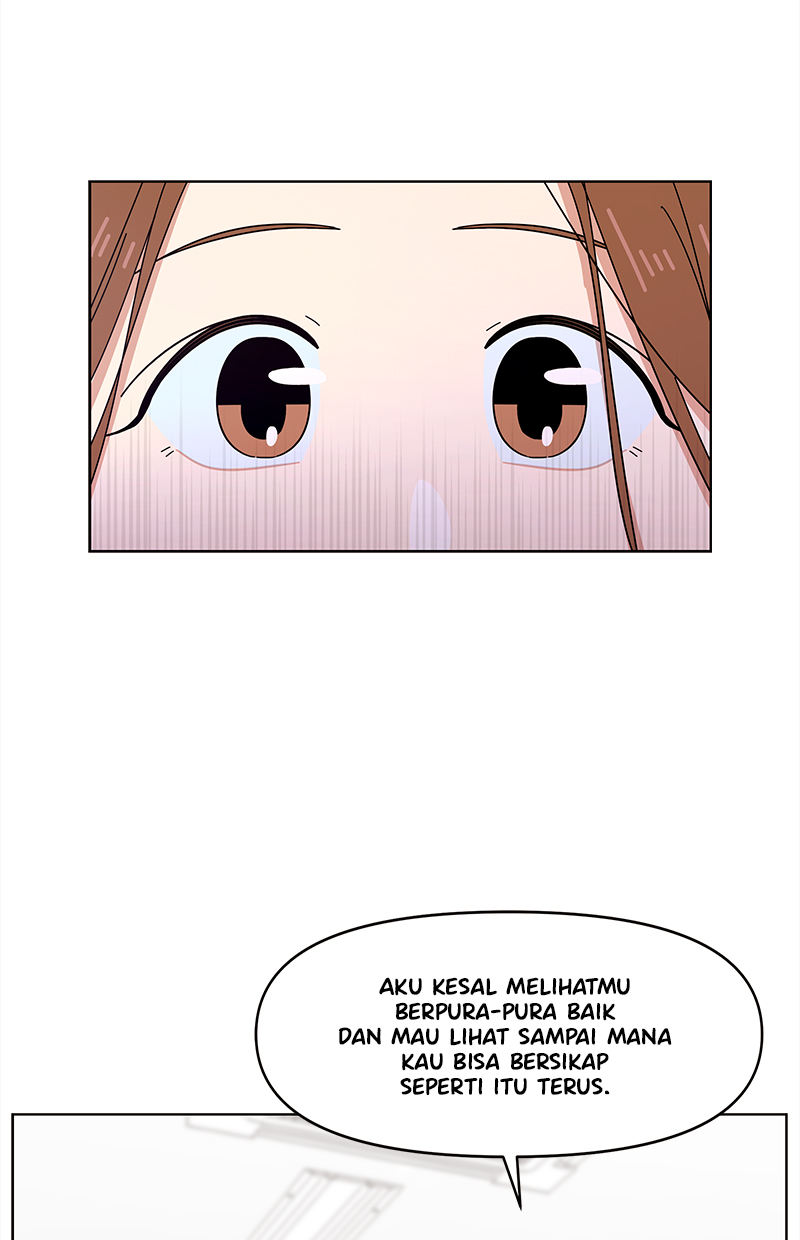 AKU KESAL MELIHATMU
BERPURA-PURA BAIK
DAN MAU LIHAT SAMPAI MANA
KAU BISA BERSIKAP
SEPERTI ITU TERUS.